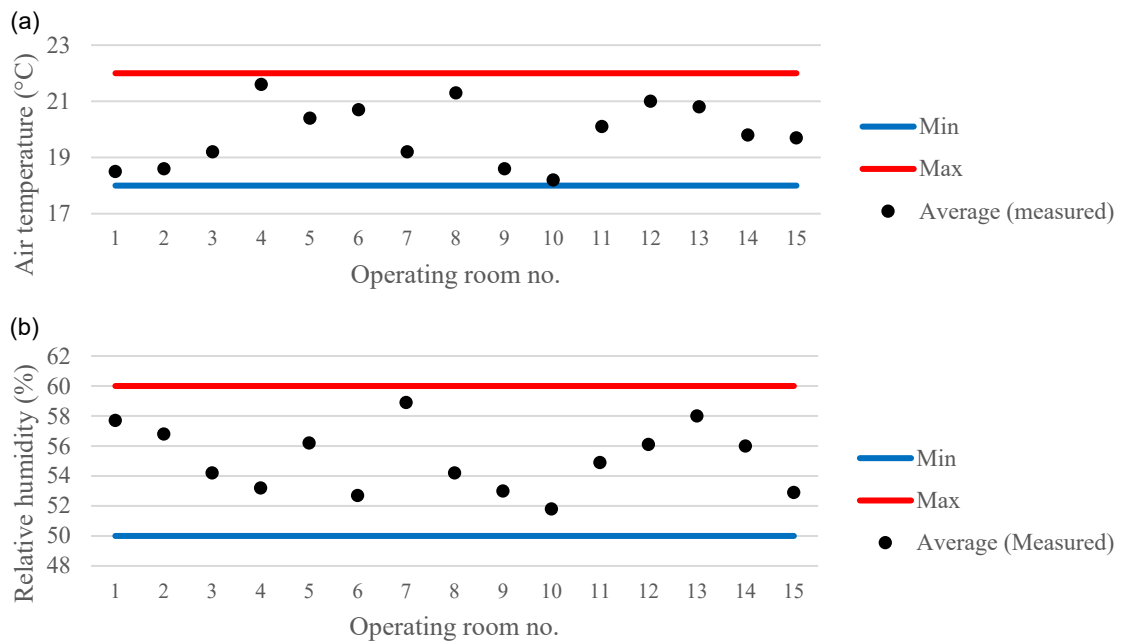 (a)
Air temperature (°C)
23
21
19
17
1 2 3 4 5 6 7 8 9 10 11 12 13 14 15
Operating room no.
Min
Max
Average (measured)
(b)
Relative humidity (%)
62
60
58
56
54
52
50
48
1 2 3 4 5 6 7 8 9 10 11 12 13 14 15
Operating room no.
Min
Max
Average (Measured)